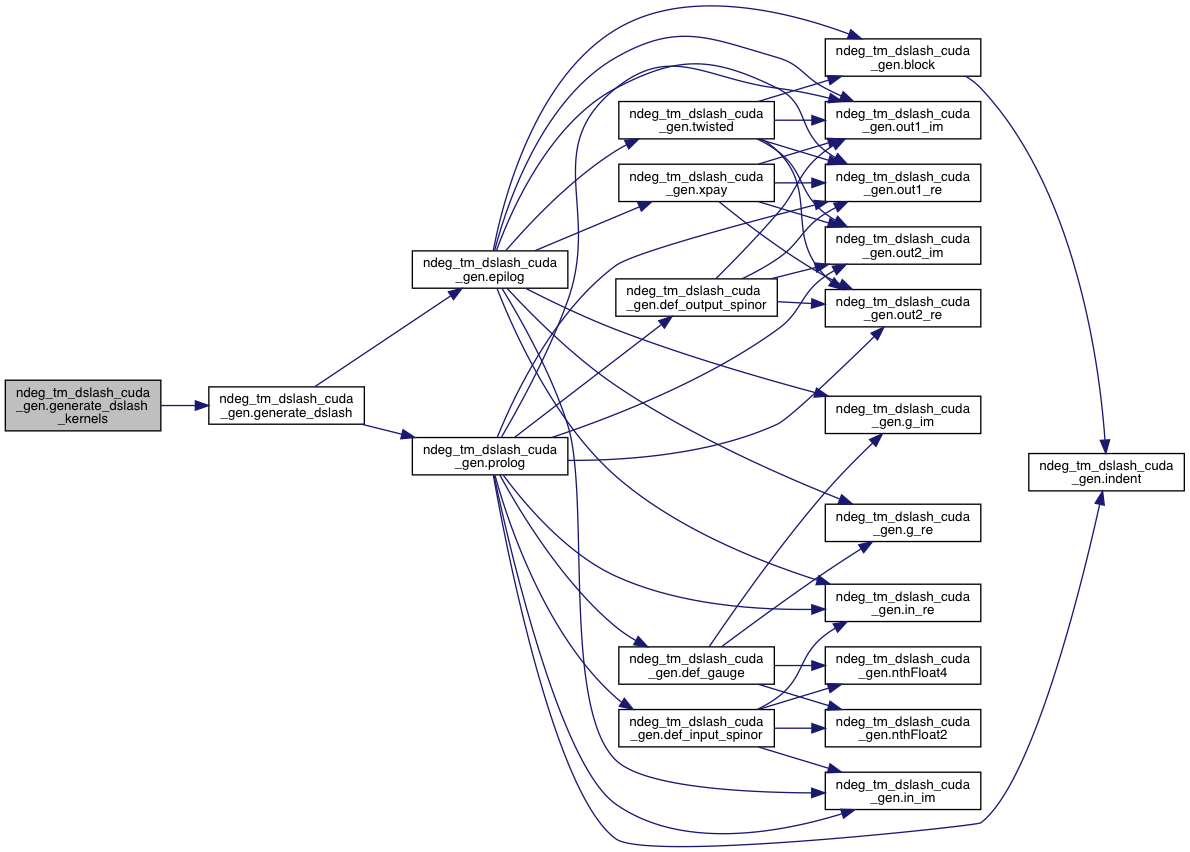 ndeg_tm_dslash_cuda
_gen.generate_dslash
_kernels
ndeg_tm_dslash_cuda
_gen.generate_dslash
ndeg_tm_dslash_cuda
_gen.epilog
ndeg_tm_dslash_cuda
_gen.prolog
ndeg_tm_dslash_cuda
_gen.twisted
ndeg_tm_dslash_cuda
_gen.xpay
ndeg_tm_dslash_cuda
_gen.def_output_spinor
ndeg_tm_dslash_cuda
_gen.def_gauge
ndeg_tm_dslash_cuda
_gen.def_input_spinor
ndeg_tm_dslash_cuda
_gen.block
ndeg_tm_dslash_cuda
_gen.out1_im
ndeg_tm_dslash_cuda
_gen.out1_re
ndeg_tm_dslash_cuda
_gen.out2_im
ndeg_tm_dslash_cuda
_gen.out2_re
ndeg_tm_dslash_cuda
_gen.g_im
ndeg_tm_dslash_cuda
_gen.g_re
ndeg_tm_dslash_cuda
_gen.in_re
ndeg_tm_dslash_cuda
_gen.nthFloat4
ndeg_tm_dslash_cuda
_gen.nthFloat2
ndeg_tm_dslash_cuda
_gen.in_im
ndeg_tm_dslash_cuda
_gen.indent